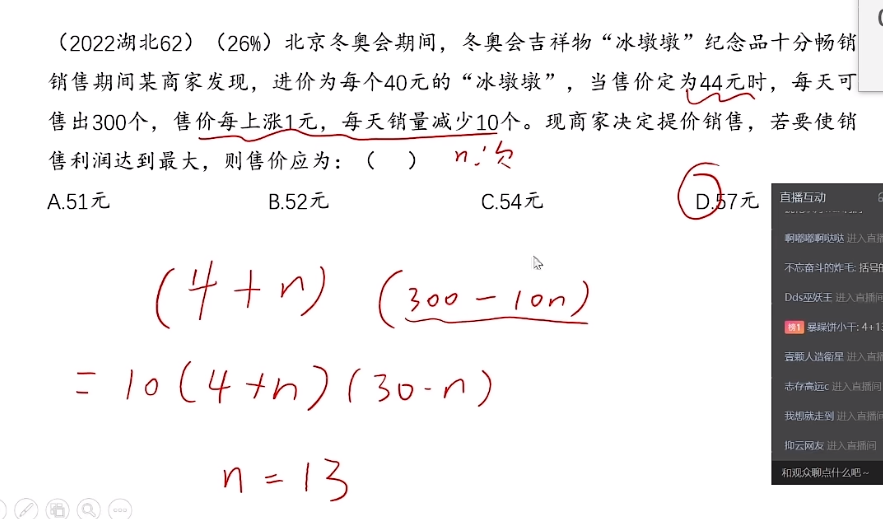 （2022湖北62）（26%）北京冬奥会期间，冬奥会吉祥物“冰墩墩”纪念品十分畅销
销售期间某商家发现，进价为每个40元的“冰墩墩”，当售价定为44元时，每天可
售出300个，售价每上涨1元，每天销量减少10个。现商家决定提价销售，若要使销
售利润达到最大，则售价应为：（ ）
n次
A.51元 B.52元 C.54元 D.57元
(4+n) (300-10n)
=10(4+n)(30-n)
n=13
直播互动
啊嘟嘟啊哒哒 进入直播
不忘奋斗的炸毛: 括号的
Dds巫妖王 进入直播间
榜1 暴躁饼小干: 4+13
壹颗人造衛星 进入直播
志存高远c 进入直播间
我想就走到 进入直播间
抑云网友 进入直播间
和观众聊点什么吧~